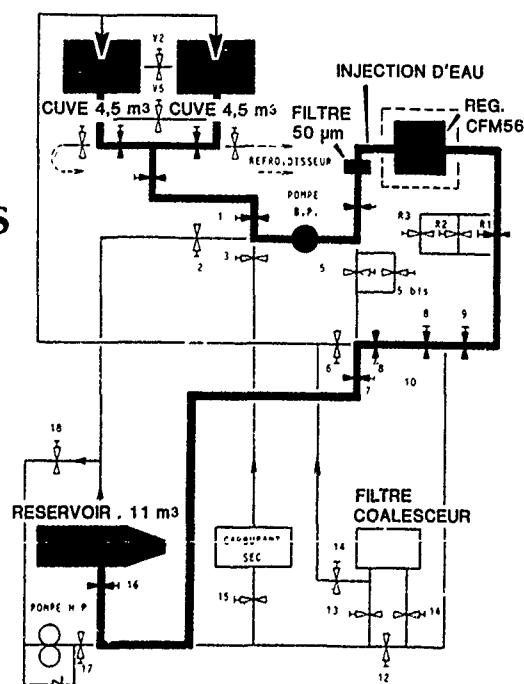 V2
V5
CUVE 4,5 m³ CUVE 4,5 m³
INJECTION D'EAU
FILTRE
50 µm
REG.
CFM56
REFROIDISSEUR
POMPE
B.P.
S
1
2
3
5
5 bis
R3
R2
R1
6
8
7
8
9
10
18
RESERVOIR . 11 m³
16
POMPE H P
17
CARBURANT
SEC
15
FILTRE
COALESCEUR
14
13
14
12